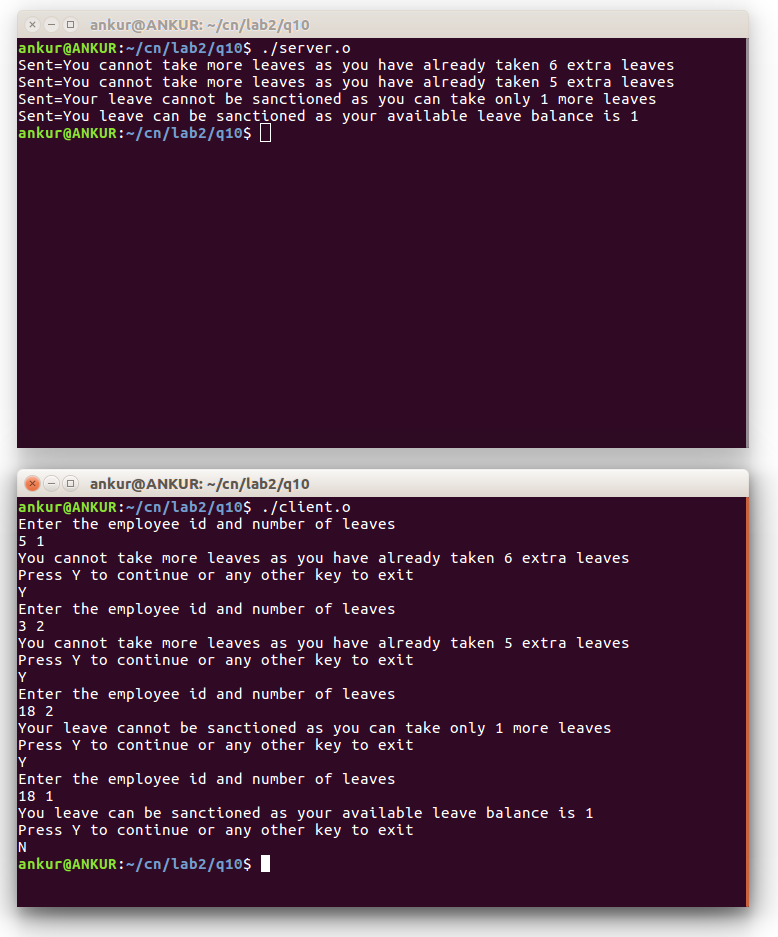 ankur@ANKUR: ~/cn/lab2/q10
ankur@ANKUR:~/cn/lab2/q10$ ./server.o
Sent=You cannot take more leaves as you have already taken 6 extra leaves
Sent=You cannot take more leaves as you have already taken 5 extra leaves
Sent=Your leave cannot be sanctioned as you can take only 1 more leaves
Sent=You leave can be sanctioned as your available leave balance is 1
ankur@ANKUR:~/cn/lab2/q10$
ankur@ANKUR: ~/cn/lab2/q10
ankur@ANKUR:~/cn/lab2/q10$ ./client.o
Enter the employee id and number of leaves
5 1
You cannot take more leaves as you have already taken 6 extra leaves
Press Y to continue or any other key to exit
Y
Enter the employee id and number of leaves
3 2
You cannot take more leaves as you have already taken 5 extra leaves
Press Y to continue or any other key to exit
Y
Enter the employee id and number of leaves
18 2
Your leave cannot be sanctioned as you can take only 1 more leaves
Press Y to continue or any other key to exit
Y
Enter the employee id and number of leaves
18 1
You leave can be sanctioned as your available leave balance is 1
Press Y to continue or any other key to exit
N
ankur@ANKUR:~/cn/lab2/q10$